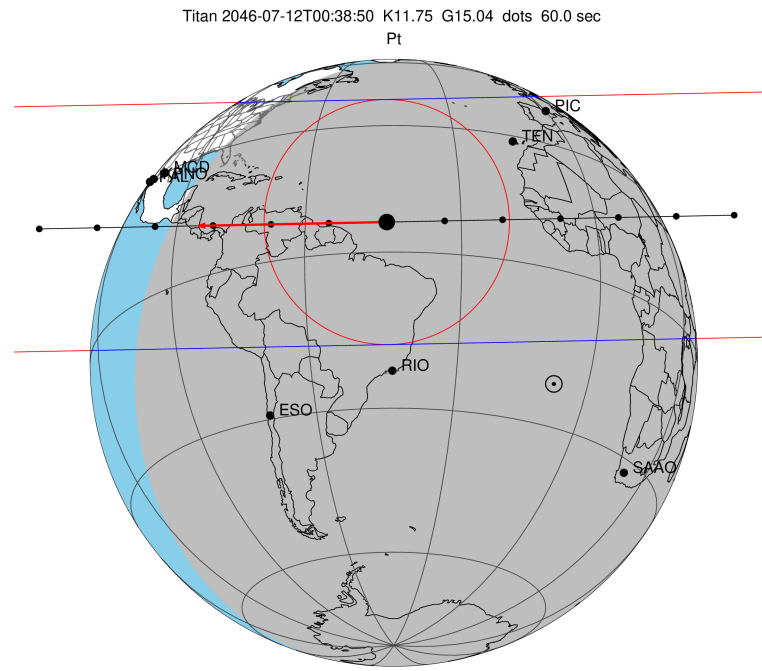 Titan 2046-07-12T00:38:50 K11.75 G15.04 dots 60.0 sec
Pt
PIC
TEN
MCD
RIO
ESO
SAAO